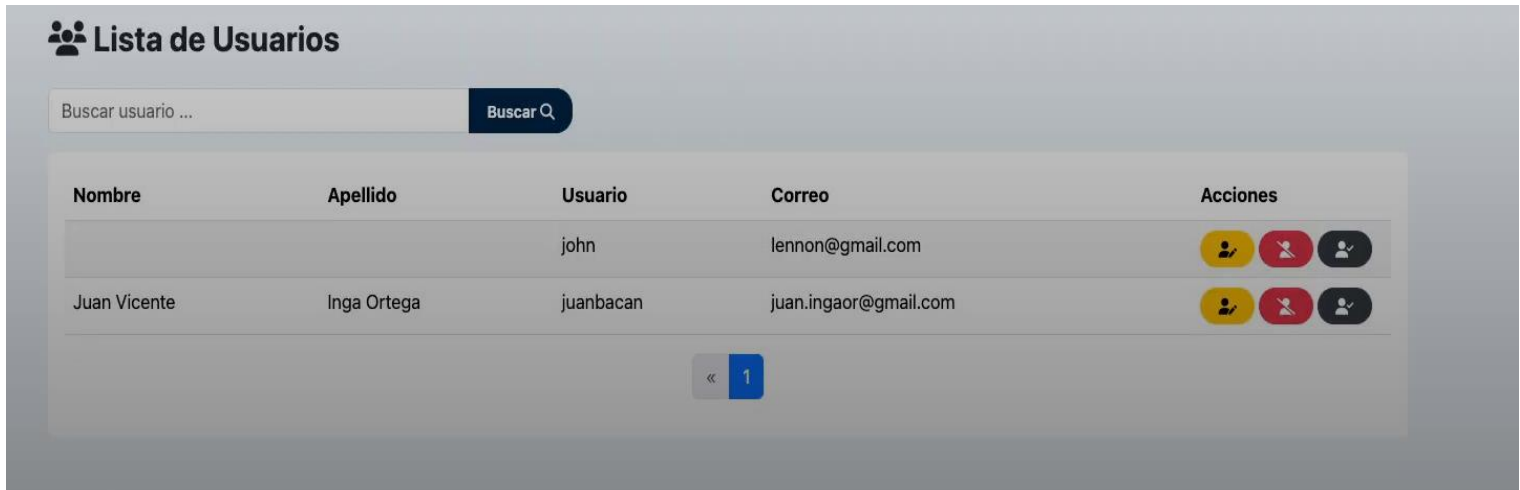 Lista de Usuarios
Buscar usuario ...
Buscar
Nombre Apellido Usuario Correo Acciones
john lennon@gmail.com
Juan Vicente Inga Ortega juanbacan juan.ingaor@gmail.com
« 1